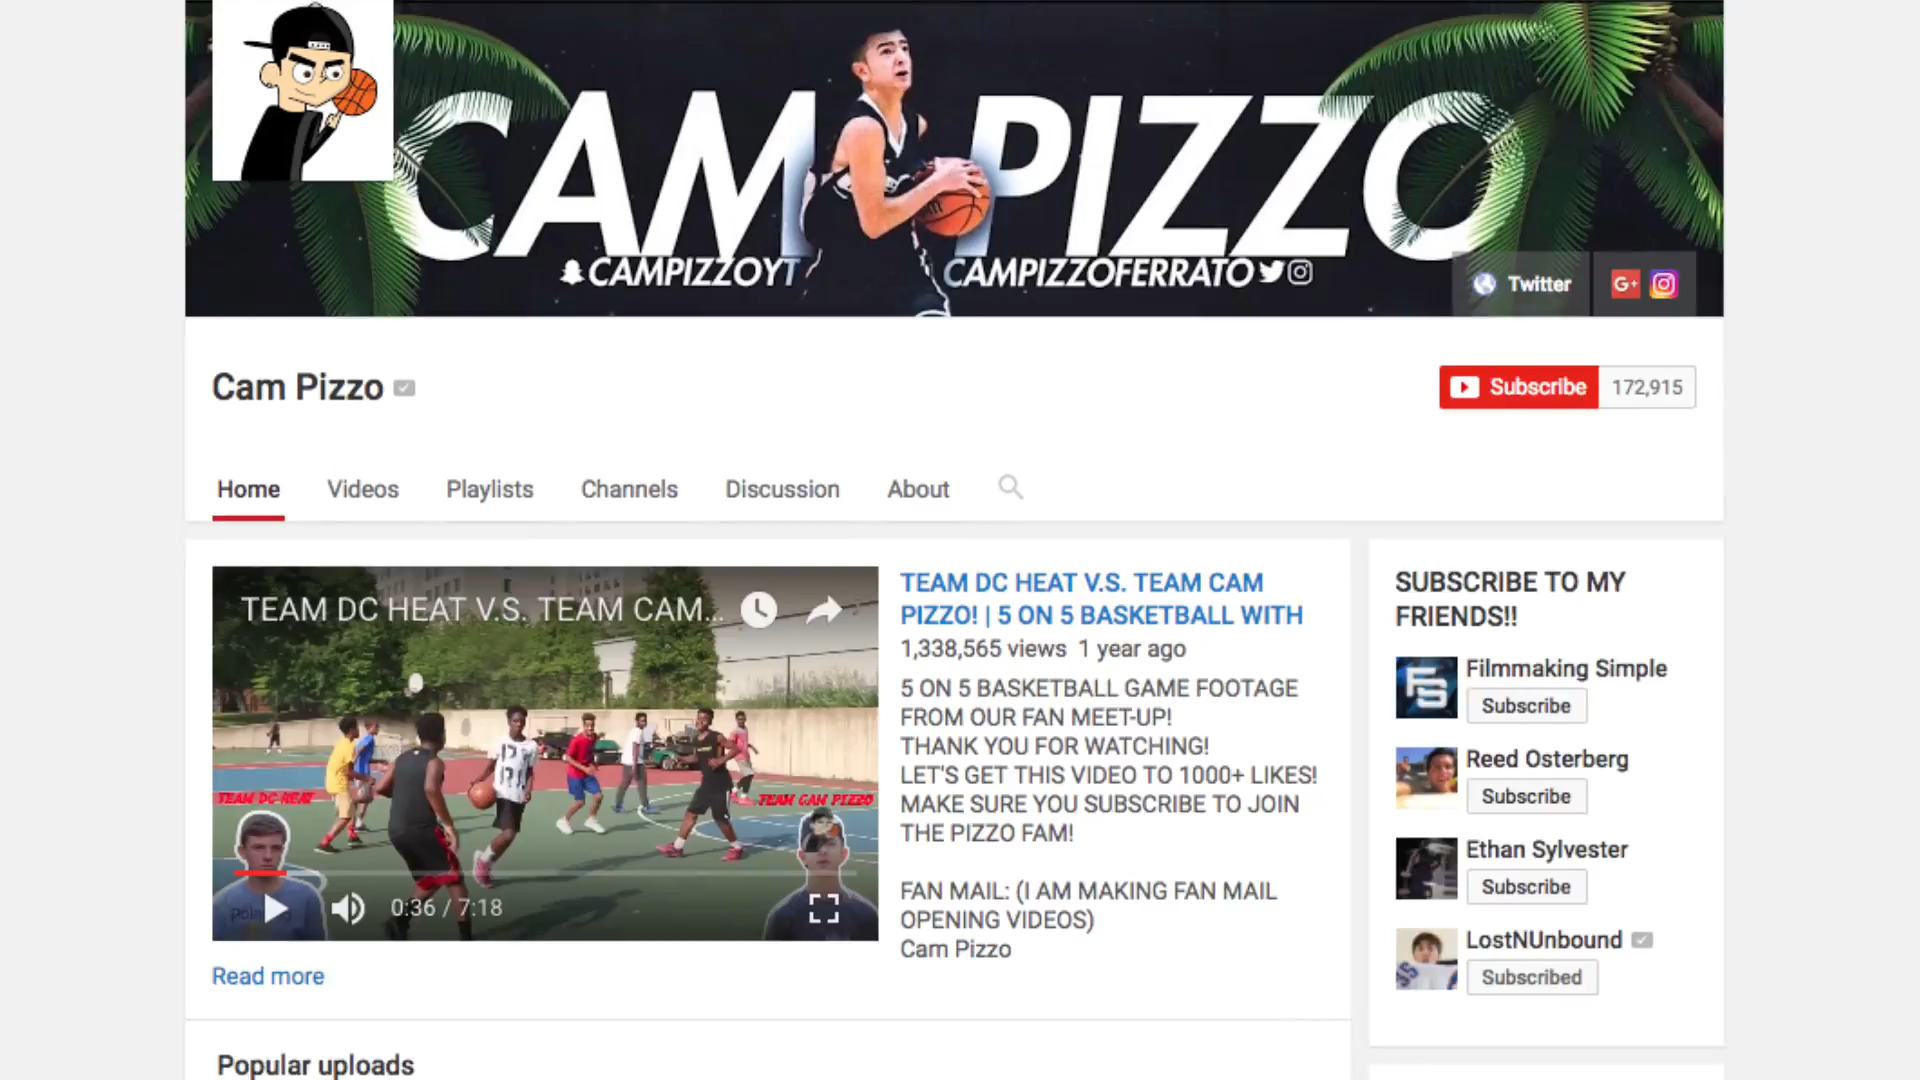 CAM PIZZO
CAMPIZZOYT CAMPIZZOFERRATO
Twitter
G+
Cam Pizzo
Subscribe 172,915
Home Videos Playlists Channels Discussion About
TEAM DC HEAT V.S. TEAM CAM...
TEAM DC HEAT
TEAM CAM PIZZO
0:36 / 7:18
TEAM DC HEAT V.S. TEAM CAM
PIZZO! | 5 ON 5 BASKETBALL WITH
1,338,565 views 1 year ago
5 ON 5 BASKETBALL GAME FOOTAGE
FROM OUR FAN MEET-UP!
THANK YOU FOR WATCHING!
LET'S GET THIS VIDEO TO 1000+ LIKES!
MAKE SURE YOU SUBSCRIBE TO JOIN
THE PIZZO FAM!
FAN MAIL: (I AM MAKING FAN MAIL
OPENING VIDEOS)
Cam Pizzo
Read more
Popular uploads
SUBSCRIBE TO MY
FRIENDS!!
FS
Filmmaking Simple
Subscribe
Reed Osterberg
Subscribe
Ethan Sylvester
Subscribe
LostNUnbound
Subscribed